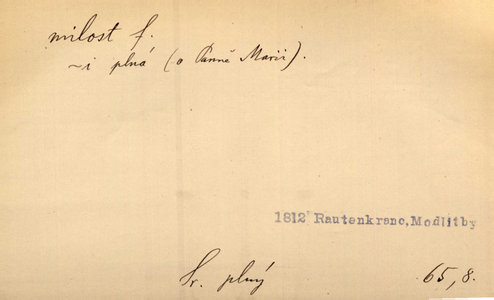 milost f.
~i plná (o Panně Marii).
1812 Rautenkranc, Modlitby
Sr. plný 65, 8.